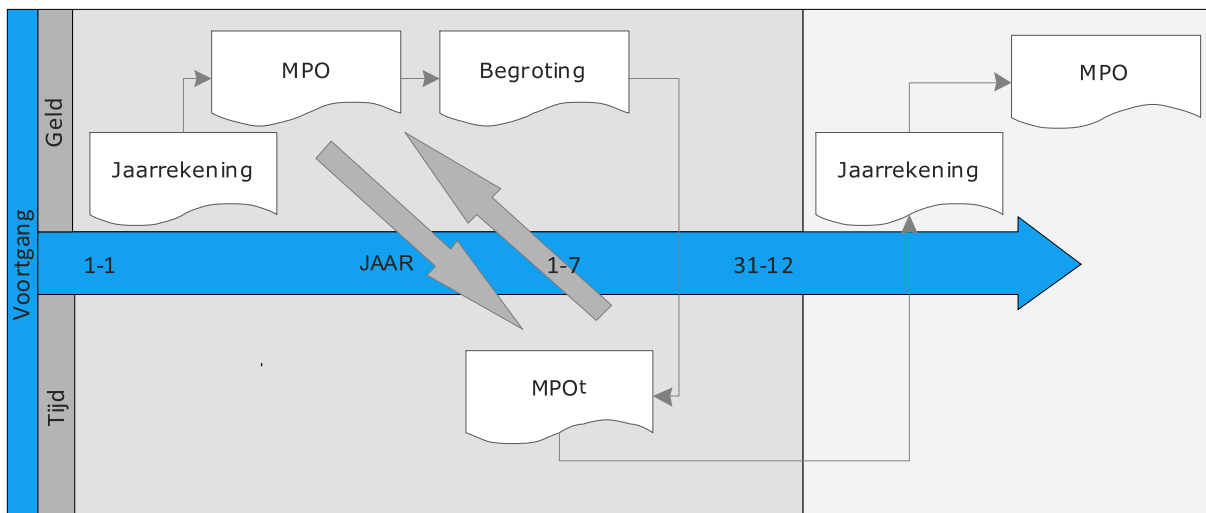 Voortgang
Geld
Tijd
MPO
Begroting
Jaarrekening
MPO
Jaarrekening
1-1
JAAR
1-7
31-12
MPOt